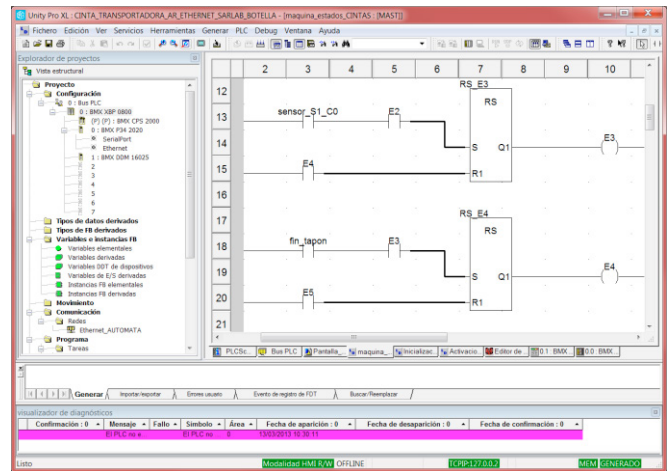 Unity Pro XL : CINTA_TRANSPORTADORA_AR_ETHERNET_SARLAB_BOTELLA - [maquina_estados_CINTAS : [MAST]]
Fichero Edición Ver Servicios Herramientas Generar PLC Debug Ventana Ayuda
Explorador de proyectos
Vista estructural
Proyecto
Configuración
0 : Bus PLC
0 : BMX XBP 0800
(P) (P) : BMX CPS 2000
0 : BMX P34 2020
SerialPort
Ethernet
1 : BMX DDM 16025
2
3
4
5
6
7
Tipos de datos derivados
Tipos de FB derivados
Variables e instancias FB
Variables elementales
Variables derivadas
Variables DDT de dispositivos
Variables de E/S derivadas
Instancias FB elementales
Instancias FB derivadas
Movimiento
Comunicación
Redes
Ethernet_AUTOMATA
Programa
Tareas
2 3 4 5 6 7 8 9 10
12
RS_E3
RS
13
sensor_S1_C0 E2
14
S Q1
E3
15
E4
R1
16
17
RS_E4
RS
18
fin_tapon E3
19
S Q1
E4
20
E5
R1
21
PLCSc... Bus PLC Pantalla_... maquina_... Inicializac... Activacio... Editor de ... 0.1 BMX... 0.0 BMX...
Generar Importar/exportar Errores usuario Evento de registro de FDT Buscar/Reemplazar
visualizador de diagnósticos
Confirmación : 0 Mensaje Fallo Símbolo Área Fecha de aparición : 0 Fecha de desaparición : 0 Fecha de confirmación : 0
El PLC no e... El PLC no ... 0 13/03/2013 10:30:11
Listo Modalidad HMI R/W OFFLINE TCPIP:127.0.0.2 MEM GENERADO